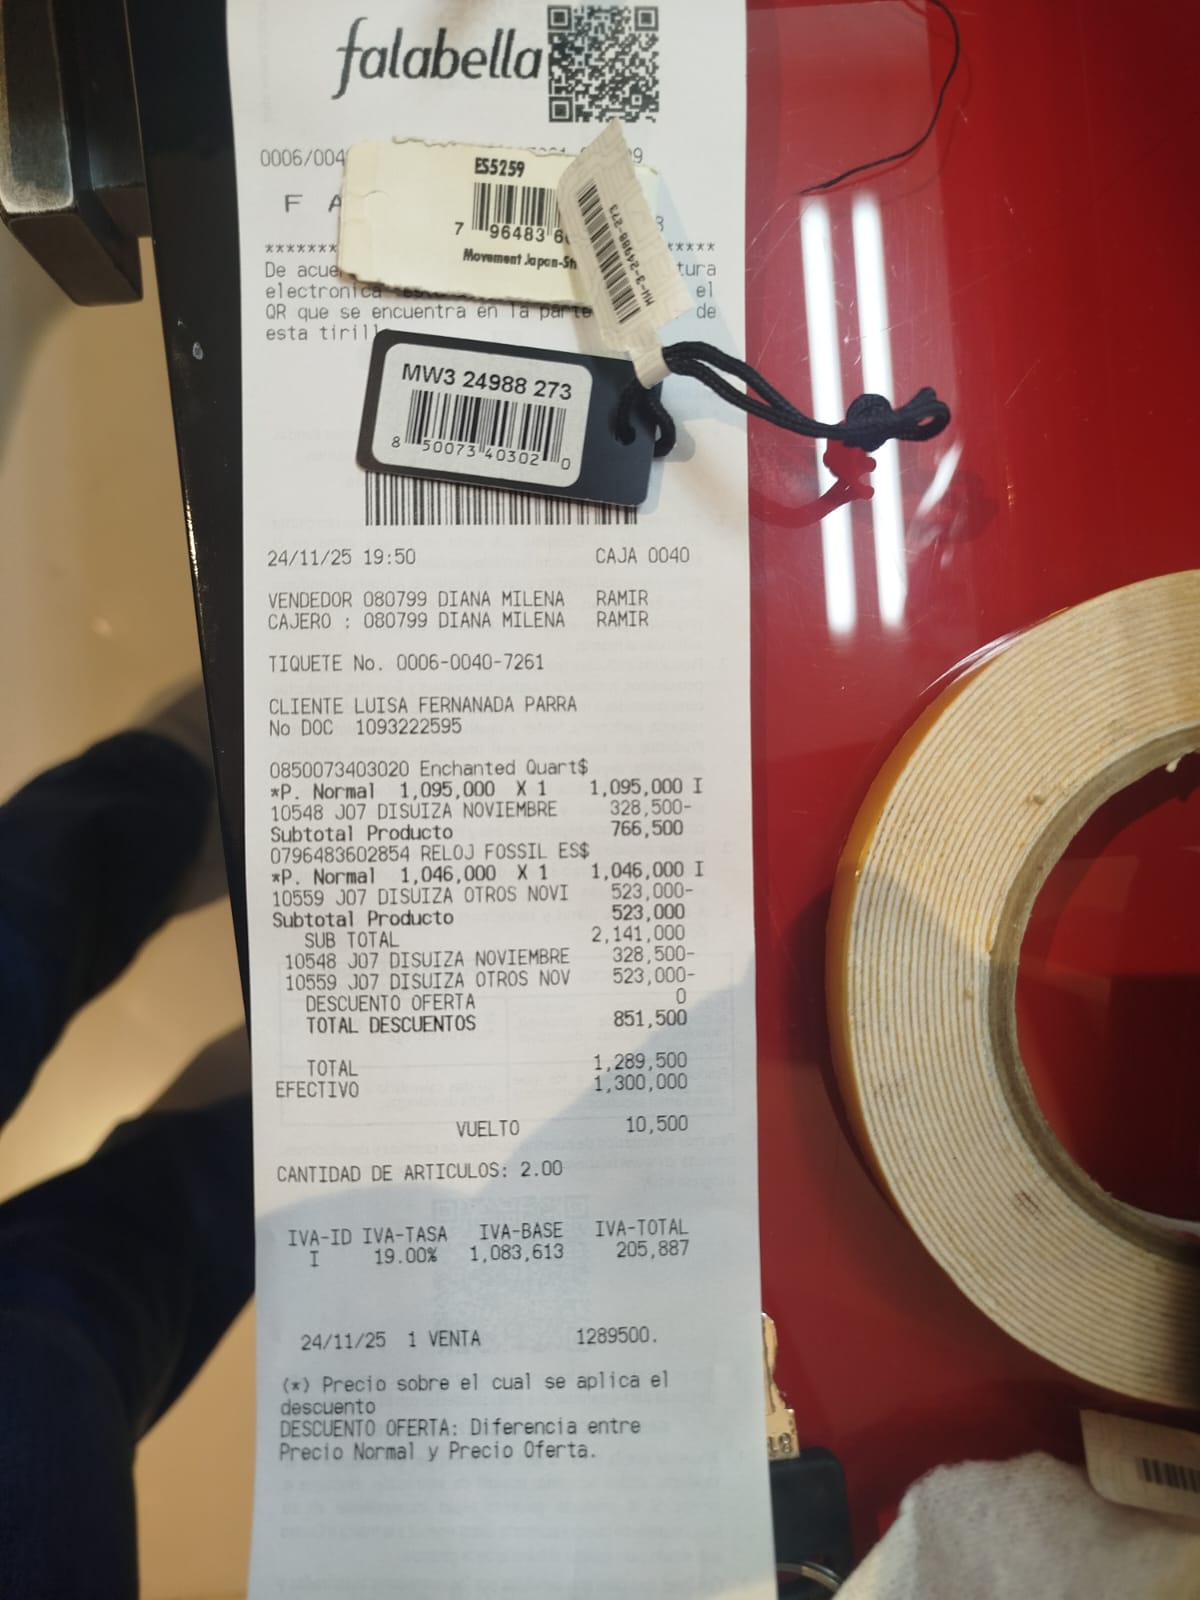 falabella
0006/004
ES5259
7 96483 6
Movement Japan-
MW-3-24988-273
F A
De
electronica el
QR que se encuentra en la parte de
esta
MW3 24988 273
8 50073 40302 0
24/11/25 19:50 CAJA 0040
VENDEDOR 080799 DIANA MILENA RAMIR
CAJERO : 080799 DIANA MILENA RAMIR
TIQUETE No. 0006-0040-7261
CLIENTE LUISA FERNANADA PARRA
No DOC 1093222595
0850073403020 Enchanted Quart$
*P. Normal 1,095,000 X 1 1,095,000 I
10548 J07 DISUIZA NOVIEMBRE 328,500-
Subtotal Producto 766,500
0796483602854 RELOJ FOSSIL ES$
*P. Normal 1,046,000 X 1 1,046,000 I
10559 J07 DISUIZA OTROS NOVI 523,000-
Subtotal Producto 523,000
SUB TOTAL 2,141,000
10548 J07 DISUIZA NOVIEMBRE 328,500-
10559 J07 DISUIZA OTROS NOV 523,000-
DESCUENTO OFERTA 0
TOTAL DESCUENTOS 851,500
TOTAL 1,289,500
EFECTIVO 1,300,000
VUELTO 10,500
CANTIDAD DE ARTICULOS: 2.00
IVA-ID IVA-TASA IVA-BASE IVA-TOTAL
I 19.00% 1,083,613 205,887
24/11/25 1 VENTA 1289500.
(*) Precio sobre el cual se aplica el
descuento
DESCUENTO OFERTA: Diferencia entre
Precio Normal y Precio Oferta.